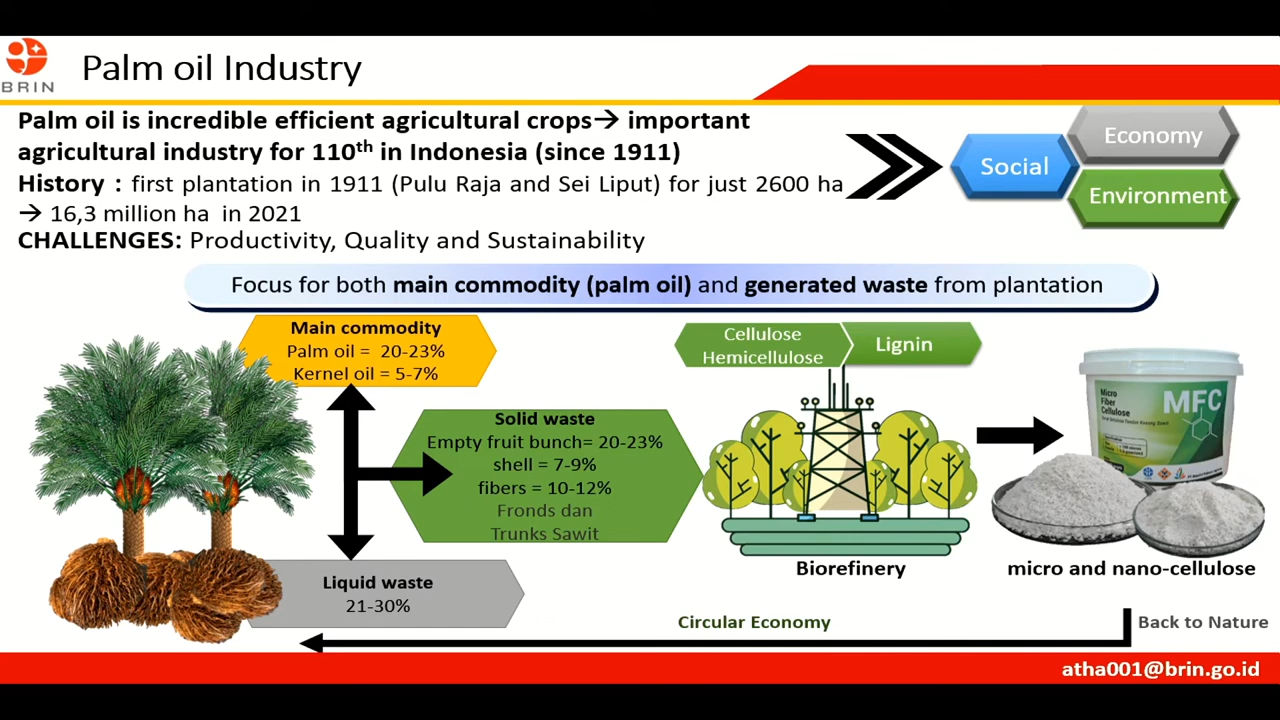 BRIN
Palm oil Industry
Palm oil is incredible efficient agricultural crops→ important
agricultural industry for 110th in Indonesia (since 1911)
History : first plantation in 1911 (Pulu Raja and Sei Liput) for just 2600 ha
→ 16,3 million ha in 2021
CHALLENGES: Productivity, Quality and Sustainability
Social
Economy
Environment
Focus for both main commodity (palm oil) and generated waste from plantation
Main commodity
Palm oil = 20-23%
Kernel oil = 5-7%
Solid waste
Empty fruit bunch= 20-23%
shell = 7-9%
fibers = 10-12%
Fronds dan
Trunks Sawit
Liquid waste
21-30%
Cellulose
Hemicellulose
Lignin
Biorefinery
Micro
Fiber
Cellulose
MFC
micro and nano-cellulose
Circular Economy
Back to Nature
atha001@brin.go.id